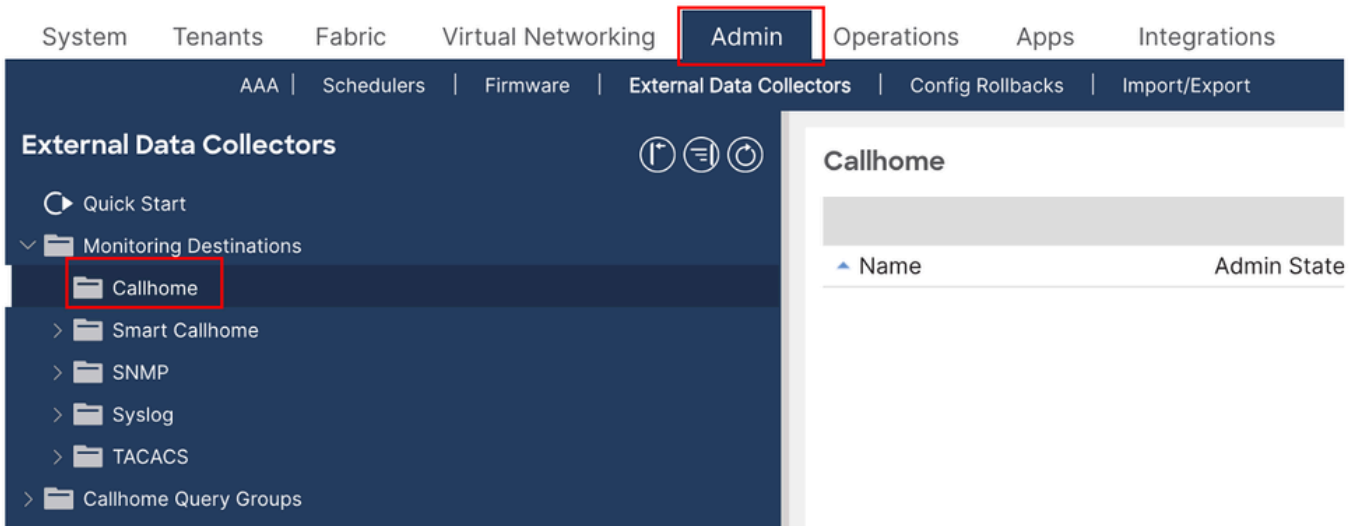 System Tenants Fabric Virtual Networking Admin Operations Apps Integrations
AAA | Schedulers | Firmware | External Data Collectors | Config Rollbacks | Import/Export
External Data Collectors
Quick Start
Monitoring Destinations
Callhome
Smart Callhome
SNMP
Syslog
TACACS
Callhome Query Groups
Callhome
Name Admin State